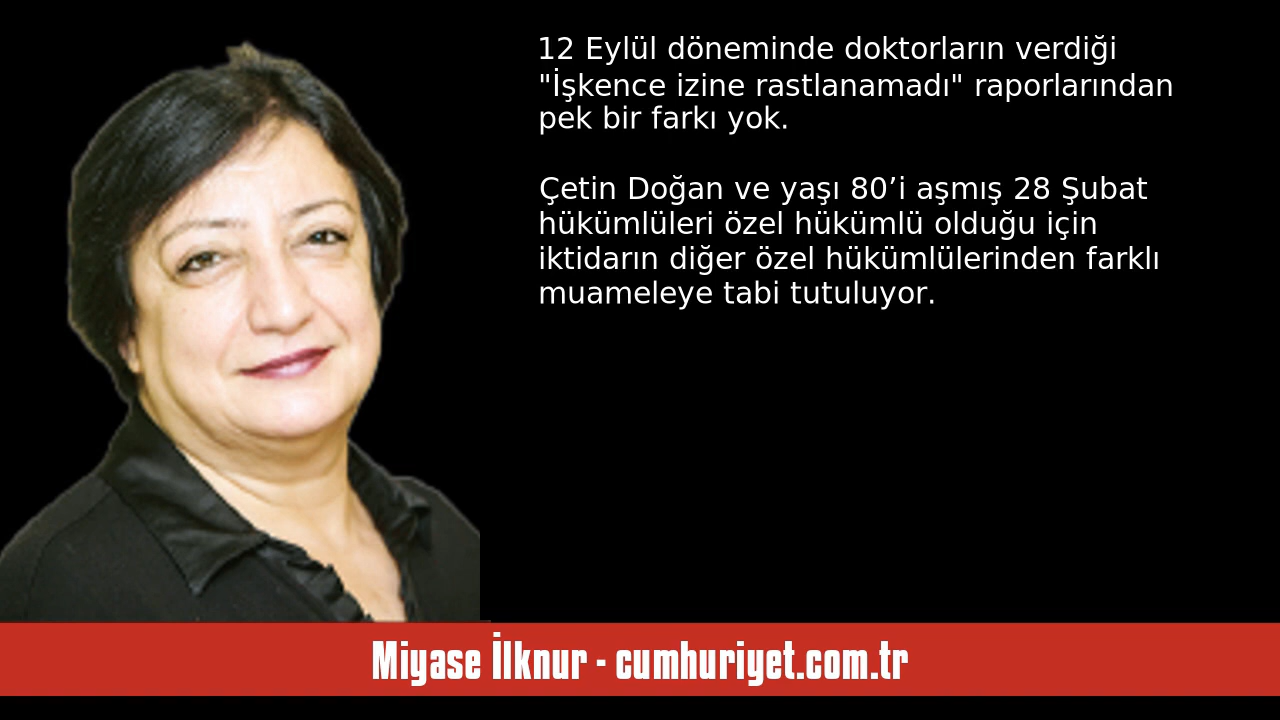 12 Eylül döneminde doktorların verdiği
"İşkence izine rastlanamadı" raporlarından
pek bir farkı yok.
Çetin Doğan ve yaşı 80’i aşmış 28 Şubat
hükümlüleri özel hükümlü olduğu için
iktidarın diğer özel hükümlülerinden farklı
muameleye tabi tutuluyor.
Miyase İlknur - cumhuriyet.com.tr